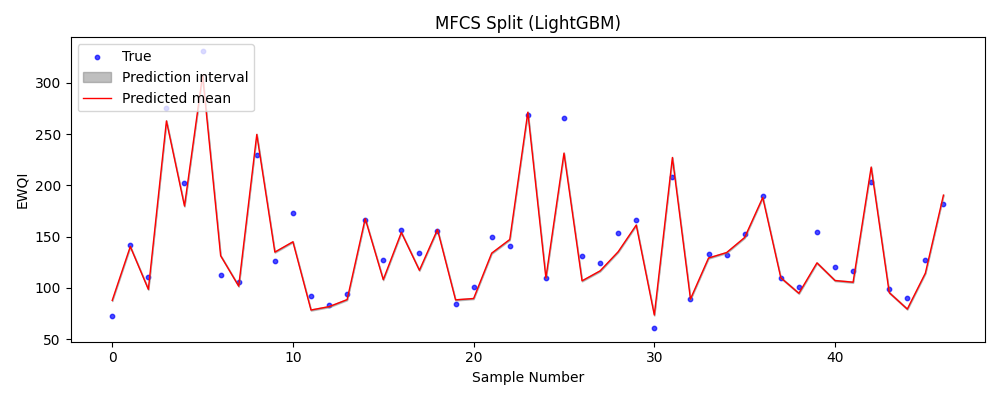 MFCS Split (LightGBM)
True
Prediction interval
Predicted mean
EWQI
300
250
200
150
100
50
0 10 20 30 40
Sample Number